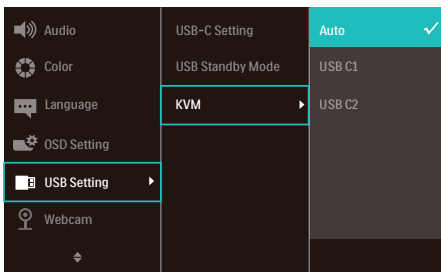 Audio
Color
Language
OSD Setting
USB Setting
Webcam
USB-C Setting
USB Standby Mode
KVM
Auto
USB C1
USB C2